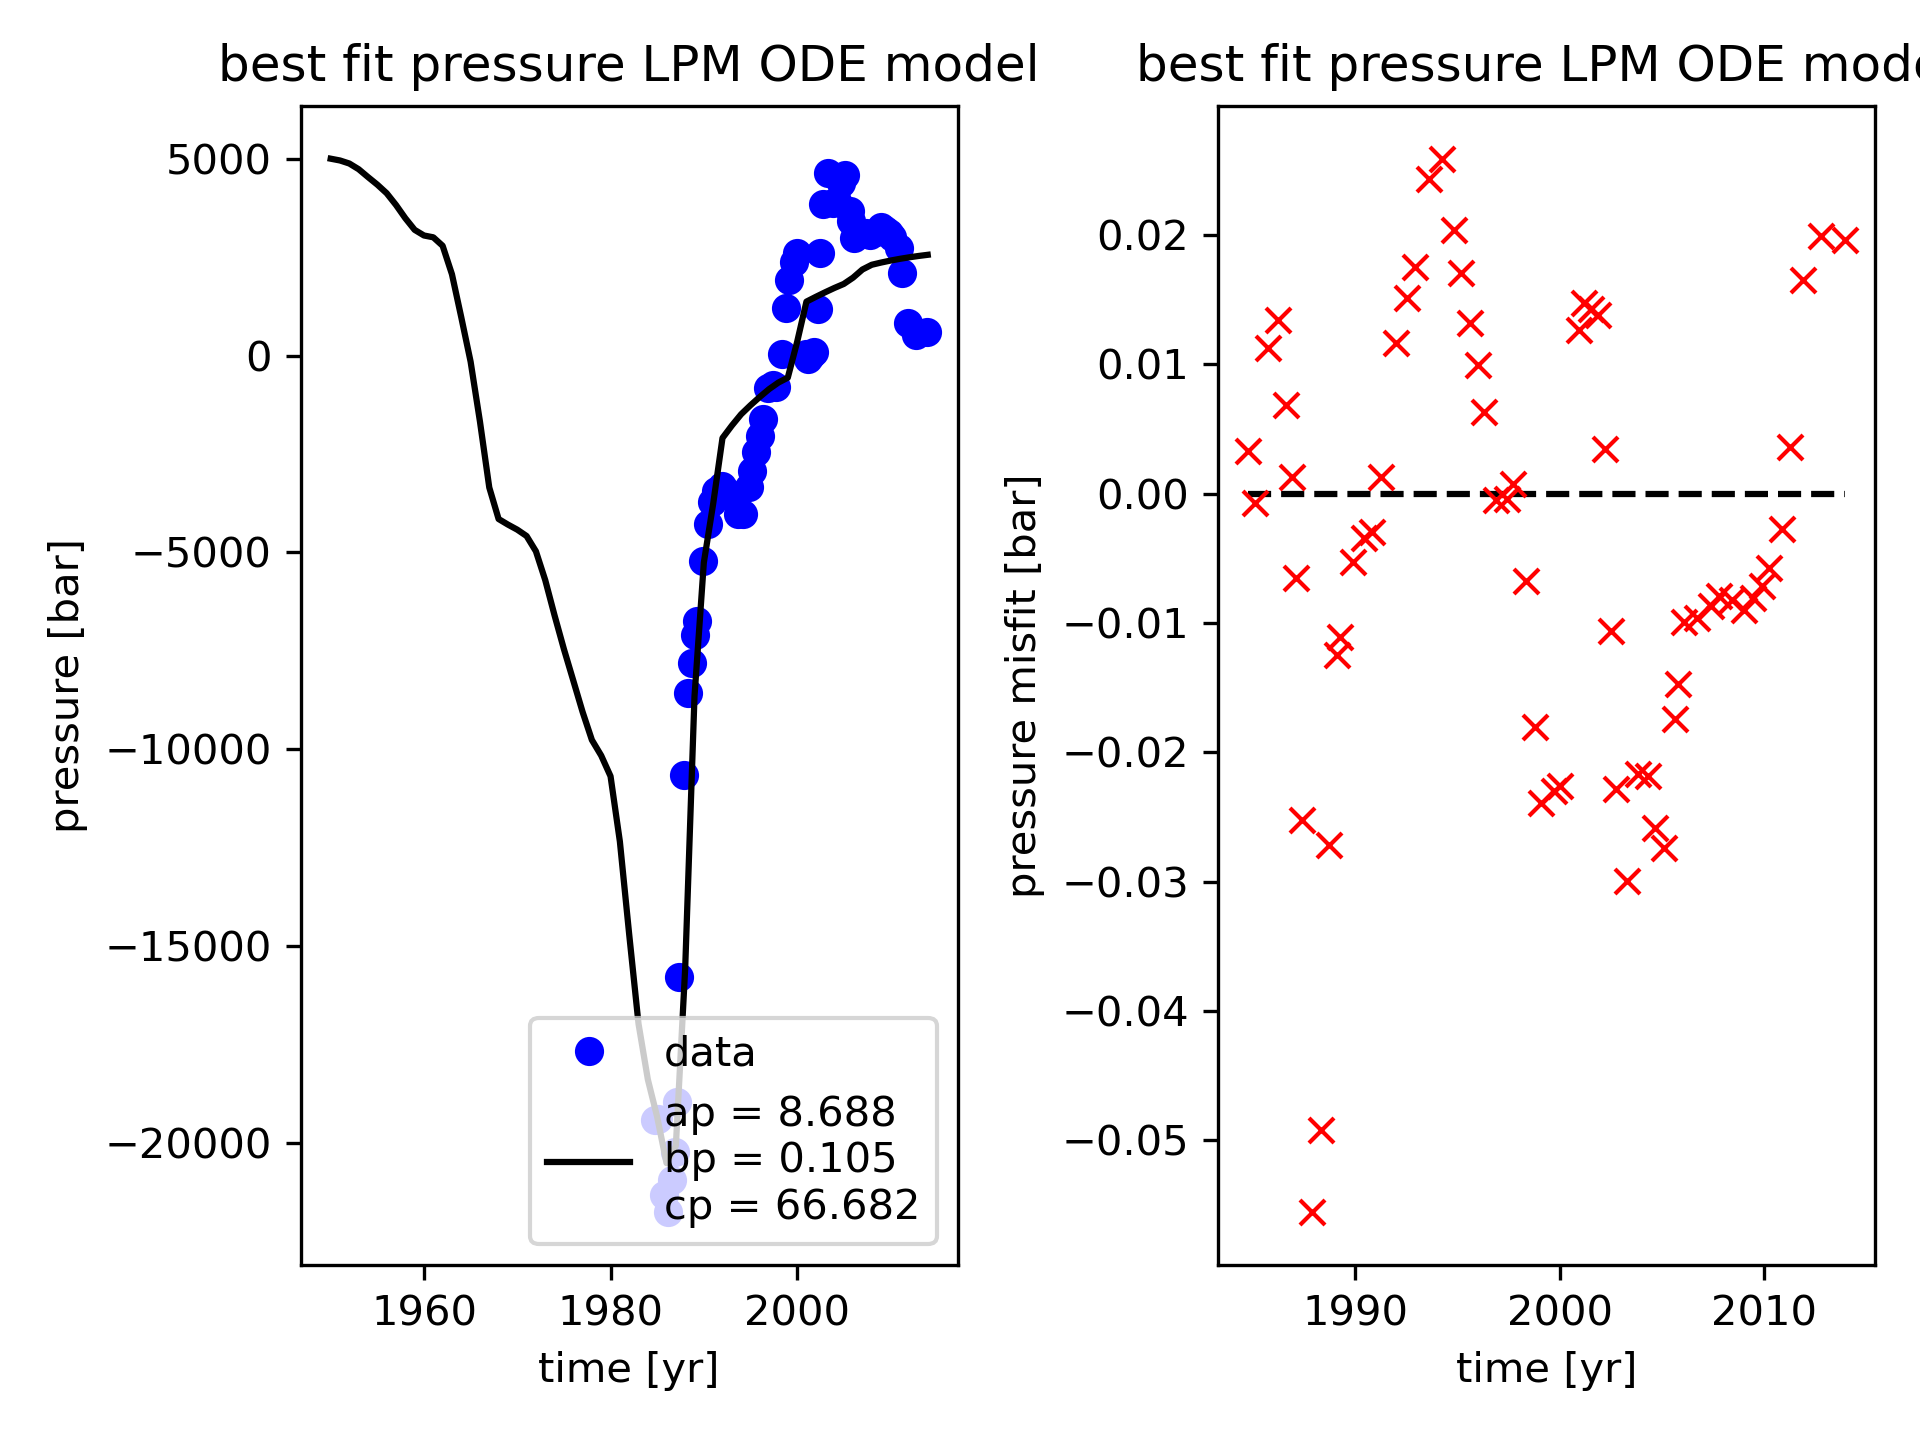 best fit pressure LPM ODE model
5000
0
−5000
−10000
−15000
−20000
pressure [bar]
data
ap = 8.688
bp = 0.105
cp = 66.682
1960 1980 2000
time [yr]
best fit pressure LPM ODE mode
0.02
0.01
0.00
−0.01
−0.02
−0.03
−0.04
−0.05
pressure misfit [bar]
1990 2000 2010
time [yr]